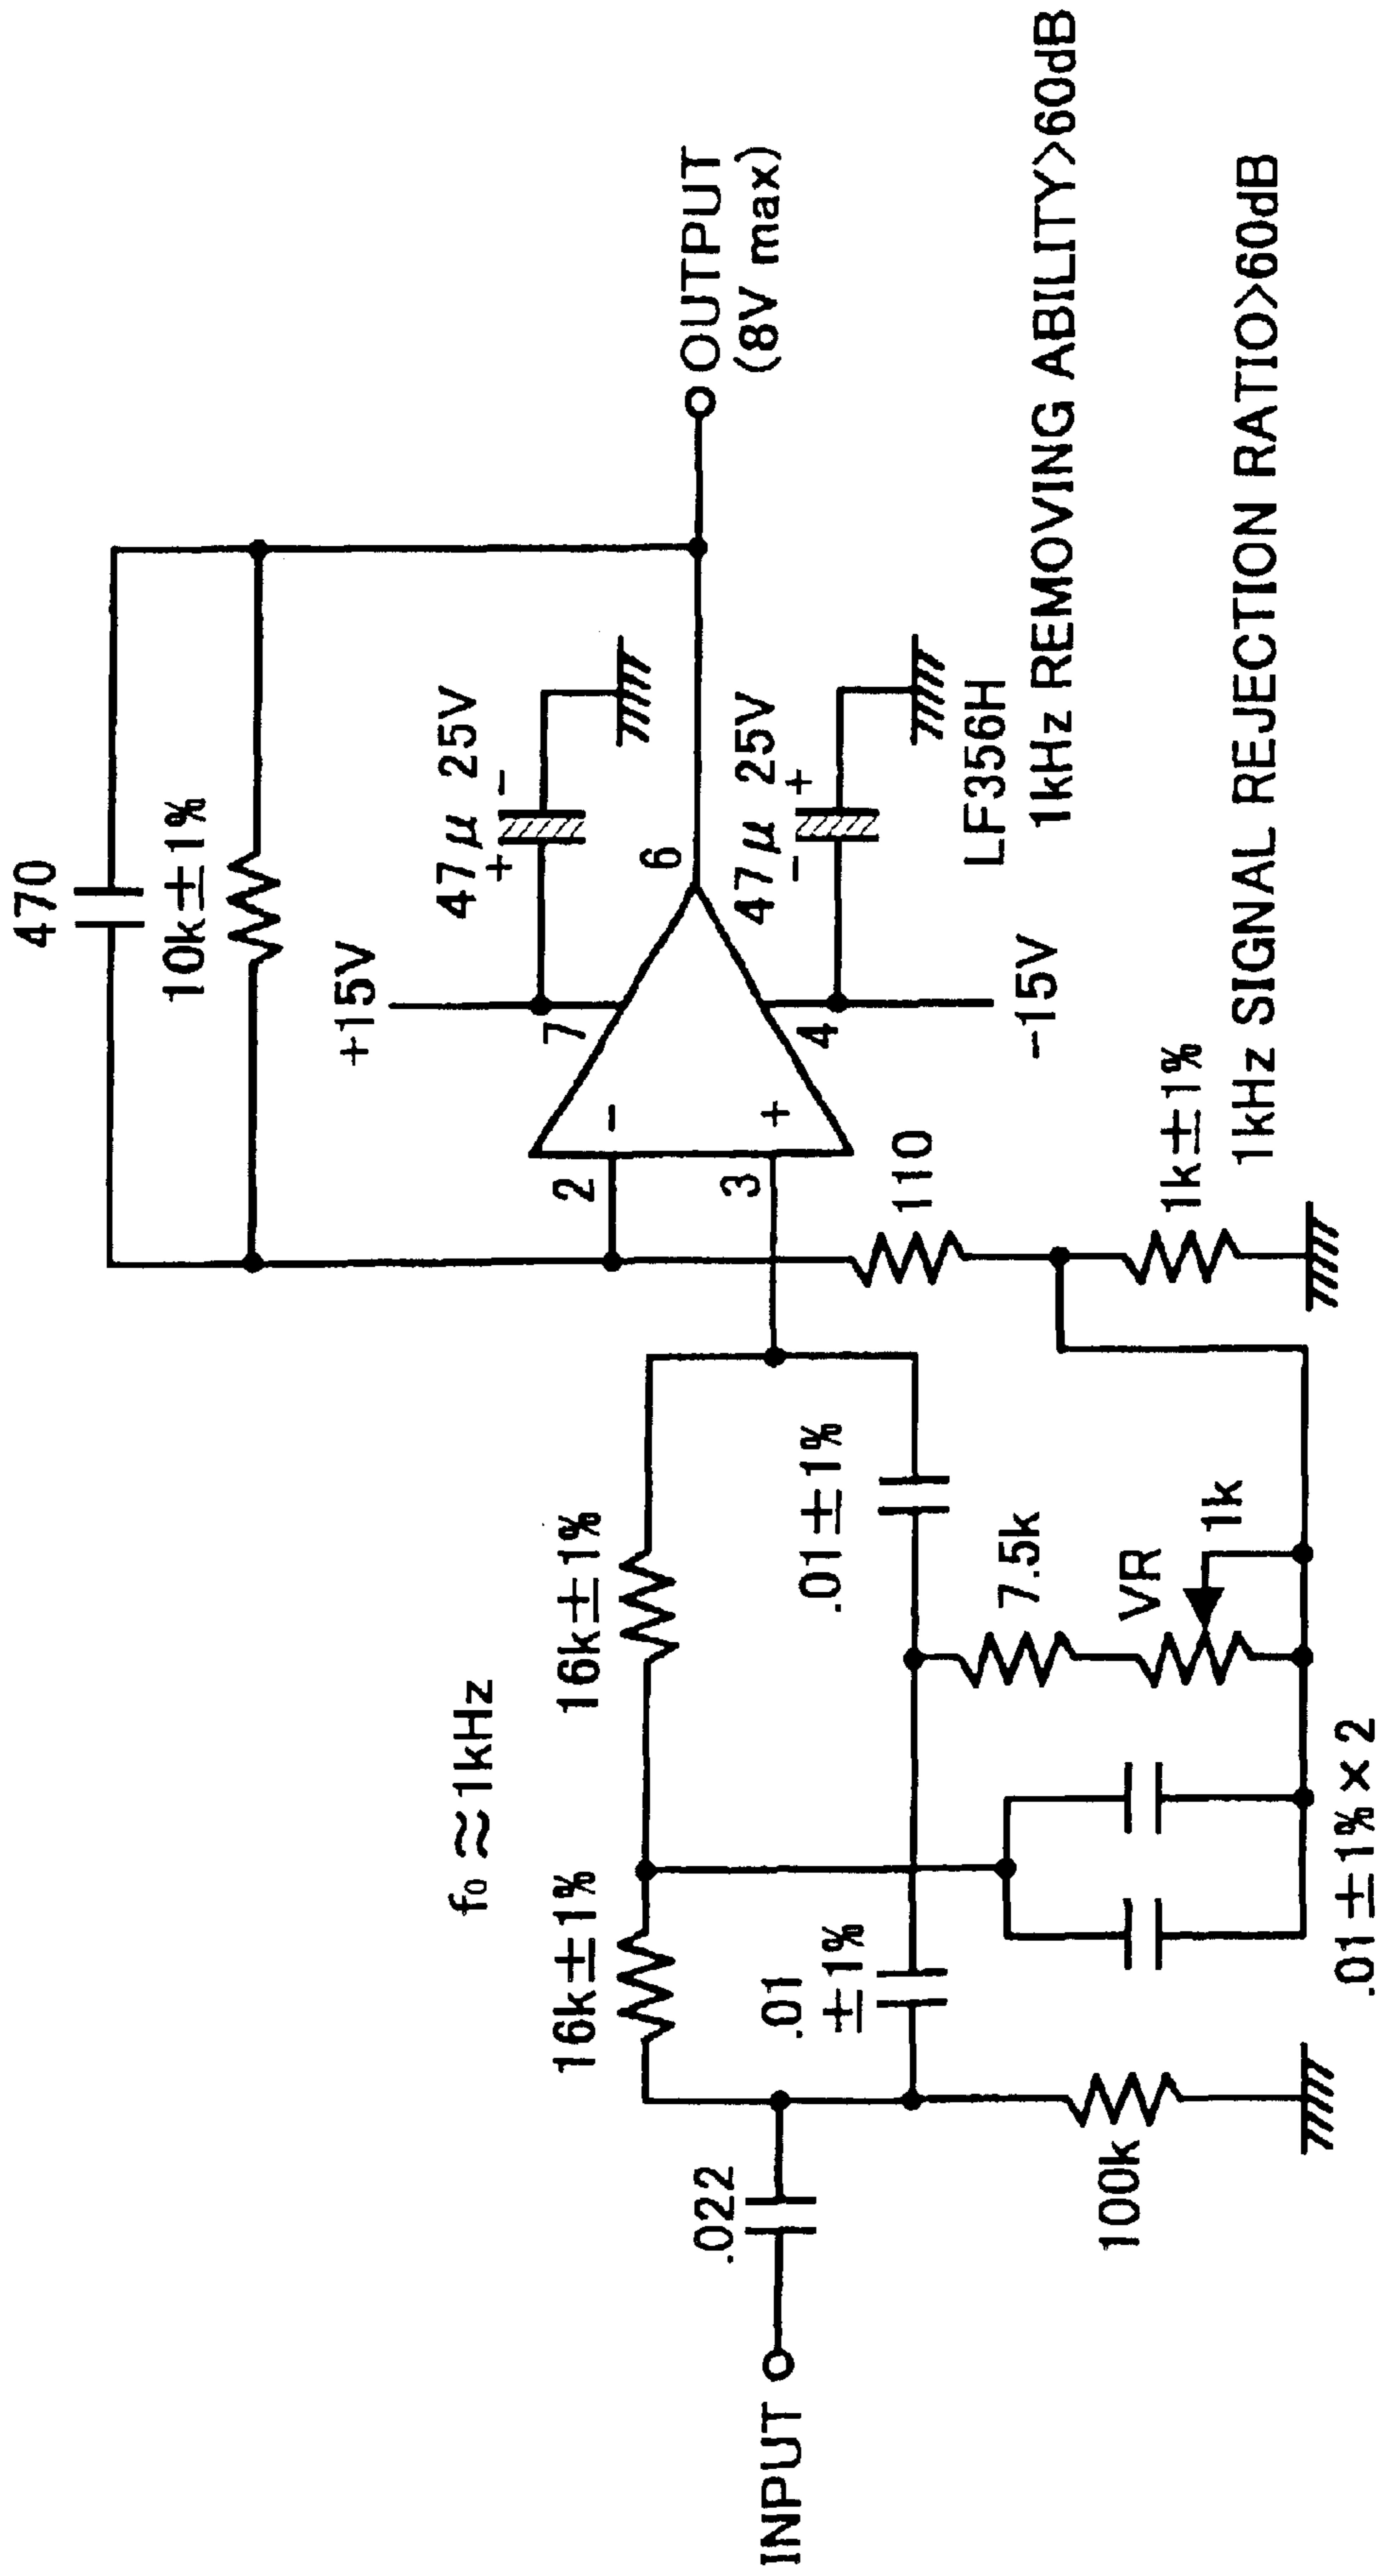 470
10k±1%
+15V
47μ 25V
+ −
7
6
−
2
3
+
4
47μ 25V
− +
LF356H
−15V
110
1k±1%
OUTPUT
(8V max)
1kHz REMOVING ABILITY>60dB
1kHz SIGNAL REJECTION RATIO>60dB
f₀≈1kHz
16k±1%
16k±1%
.01±1%
.01
±1%
7.5k
VR
1k
.01±1%×2
.022
100k
INPUT